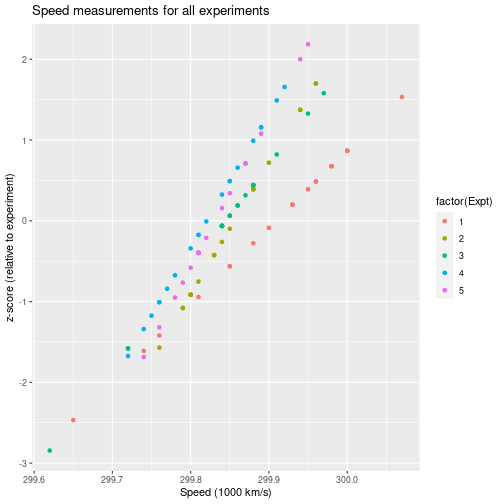 Speed measurements for all experiments
z-score (relative to experiment)
2
1
0
-1
-2
-3
299.6 299.7 299.8 299.9 300.0
Speed (1000 km/s)
factor(Expt)
1
2
3
4
5